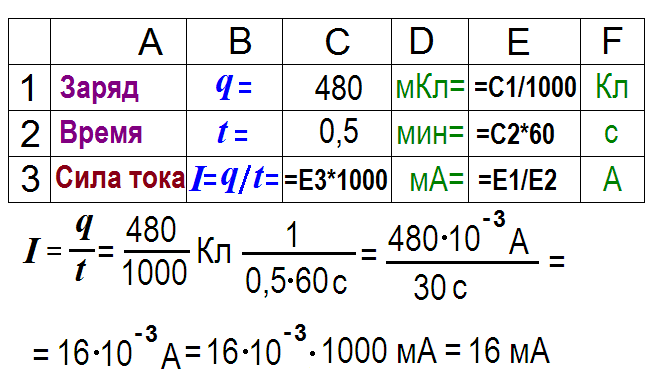 A B C D E F
1 Заряд q = 480 мКл= =C1/1000 Кл
2 Время t = 0,5 мин= =C2*60 с
3 Сила тока I=q/t= =E3*1000 мА= =E1/E2 А
I = q/t = 480/1000 Кл 1/(0,5·60 с) = 480·10⁻³ А/(30 с) =
= 16·10⁻³ А = 16·10⁻³ · 1000 мА = 16 мА